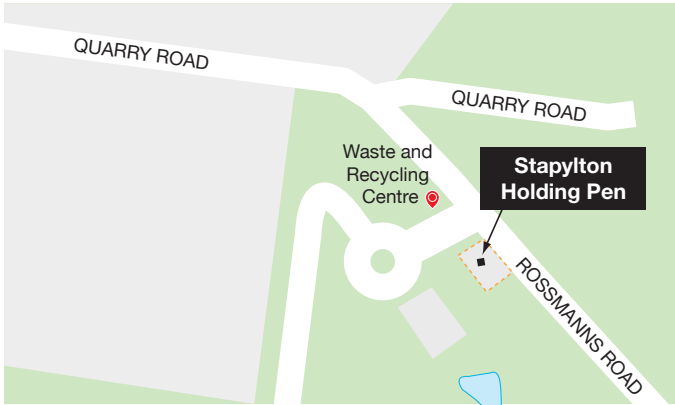 QUARRY ROAD
QUARRY ROAD
Waste and
Recycling
Centre
Stapylton
Holding Pen
ROSSMANNS ROAD